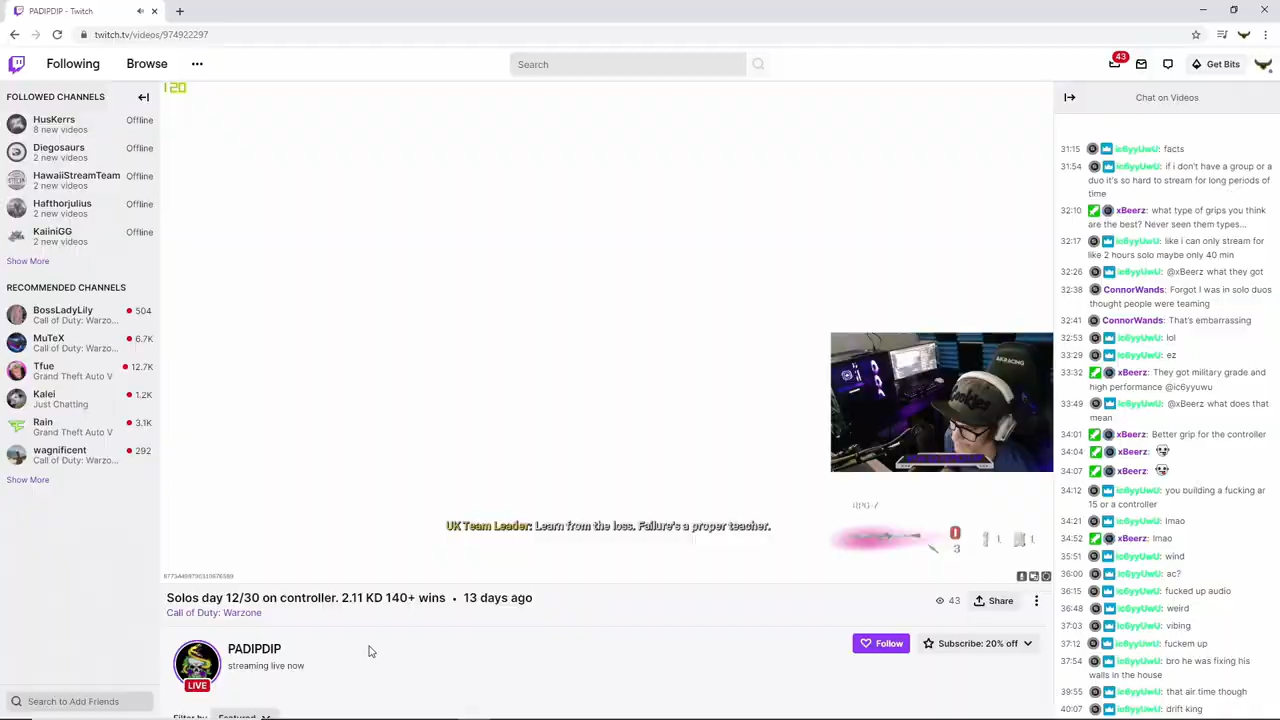 PADIPDIP - Twitch
twitch.tv/videos/974922297
Following
Browse
Search
43
Get Bits
FOLLOWED CHANNELS
HusKerrs
Offline
8 new videos
Diegosaurs
Offline
2 new videos
HawaiiStreamTeam
Offline
2 new videos
Hafthorjulius
Offline
2 new videos
KaiiniGG
Offline
2 new videos
Show More
RECOMMENDED CHANNELS
BossLadyLily
504
Call of Duty: Warzo...
MuTeX
6.7K
Call of Duty: Warzo...
Tfue
12.7K
Grand Theft Auto V
Kalei
1.2K
Just Chatting
Rain
3.1K
Grand Theft Auto V
wagnificent
292
Call of Duty: Warzo...
Show More
Search to Add Friends
120
AKRACING
Cookies
RPG-7
3
UK Team Leader: Learn from the loss. Failure's a proper teacher.
Solos day 12/30 on controller. 2.11 KD 140+ wins • 13 days ago
Call of Duty: Warzone
43
Share
PADIPDIP
streaming live now
LIVE
Follow
Subscribe: 20% off
Filter by
Featured
Chat on Videos
31:15 ic6yyUwU: facts
31:54 ic6yyUwU: if i don't have a group or a
duo it's so hard to stream for long periods of
time
32:10 xBeerz: what type of grips you think
are the best? Never seen them types...
32:17 ic6yyUwU: like i can only stream for
like 2 hours solo maybe only 40 min
32:26 ic6yyUwU: @xBeerz what they got
32:38 ConnorWands: Forgot I was in solo duos
thought people were teaming
32:41 ConnorWands: That's embarrassing
32:53 ic6yyUwU: lol
33:29 ic6yyUwU: ez
33:32 xBeerz: They got military grade and
high performance @ic6yyuwu
33:49 ic6yyUwU: @xBeerz what does that
mean
34:01 xBeerz: Better grip for the controller
34:04 xBeerz:
34:07 xBeerz:
34:12 ic6yyUwU: you building a fucking ar
15 or a controller
34:21 ic6yyUwU: lmao
34:52 xBeerz: lmao
35:51 ic6yyUwU: wind
36:00 ic6yyUwU: ac?
36:15 ic6yyUwU: fucked up audio
36:48 ic6yyUwU: weird
37:03 ic6yyUwU: vibing
37:12 ic6yyUwU: fuckem up
37:54 ic6yyUwU: bro he was fixing his
walls in the house
39:55 ic6yyUwU: that air time though
40:07 ic6yyUwU: drift king